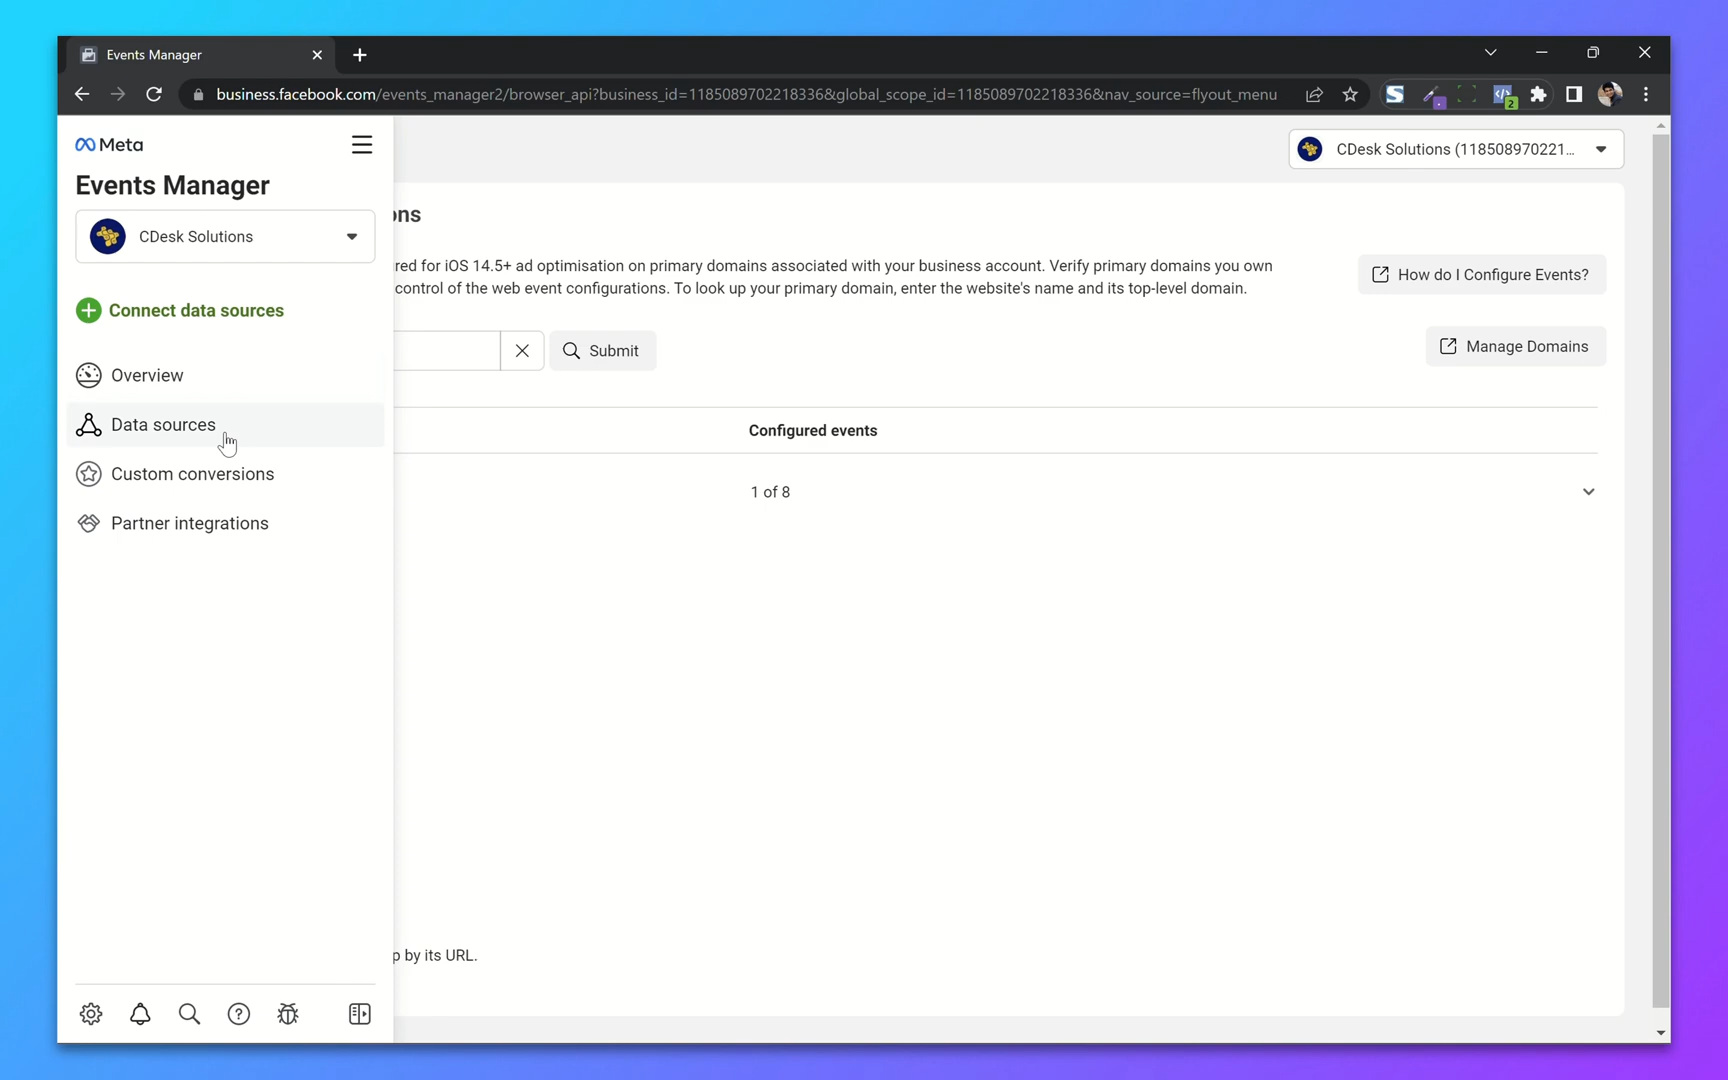 Events Manager
business.facebook.com/events_manager2/browser_api?business_id=1185089702218336&global_scope_id=1185089702218336&nav_source=flyout_menu
2
Meta
Events Manager
CDesk Solutions
Connect data sources
Overview
Data sources
Custom conversions
Partner integrations
CDesk Solutions (118508970221...
ons
red for iOS 14.5+ ad optimisation on primary domains associated with your business account. Verify primary domains you own
control of the web event configurations. To look up your primary domain, enter the website's name and its top-level domain.
How do I Configure Events?
Submit
Manage Domains
Configured events
1 of 8
p by its URL.